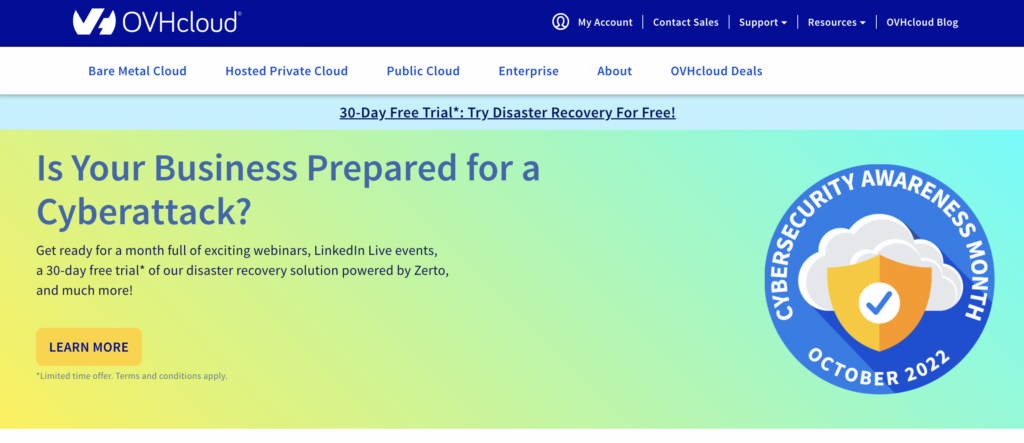 OVHcloud®
My Account
Contact Sales
Support
Resources
OVHcloud Blog
Bare Metal Cloud
Hosted Private Cloud
Public Cloud
Enterprise
About
OVHcloud Deals
30-Day Free Trial*: Try Disaster Recovery For Free!
Is Your Business Prepared for a
Cyberattack?
Get ready for a month full of exciting webinars, LinkedIn Live events,
a 30-day free trial* of our disaster recovery solution powered by Zerto,
and much more!
LEARN MORE
*Limited time offer. Terms and conditions apply.
CYBERSECURITY AWARENESS MONTH
OCTOBER 2022